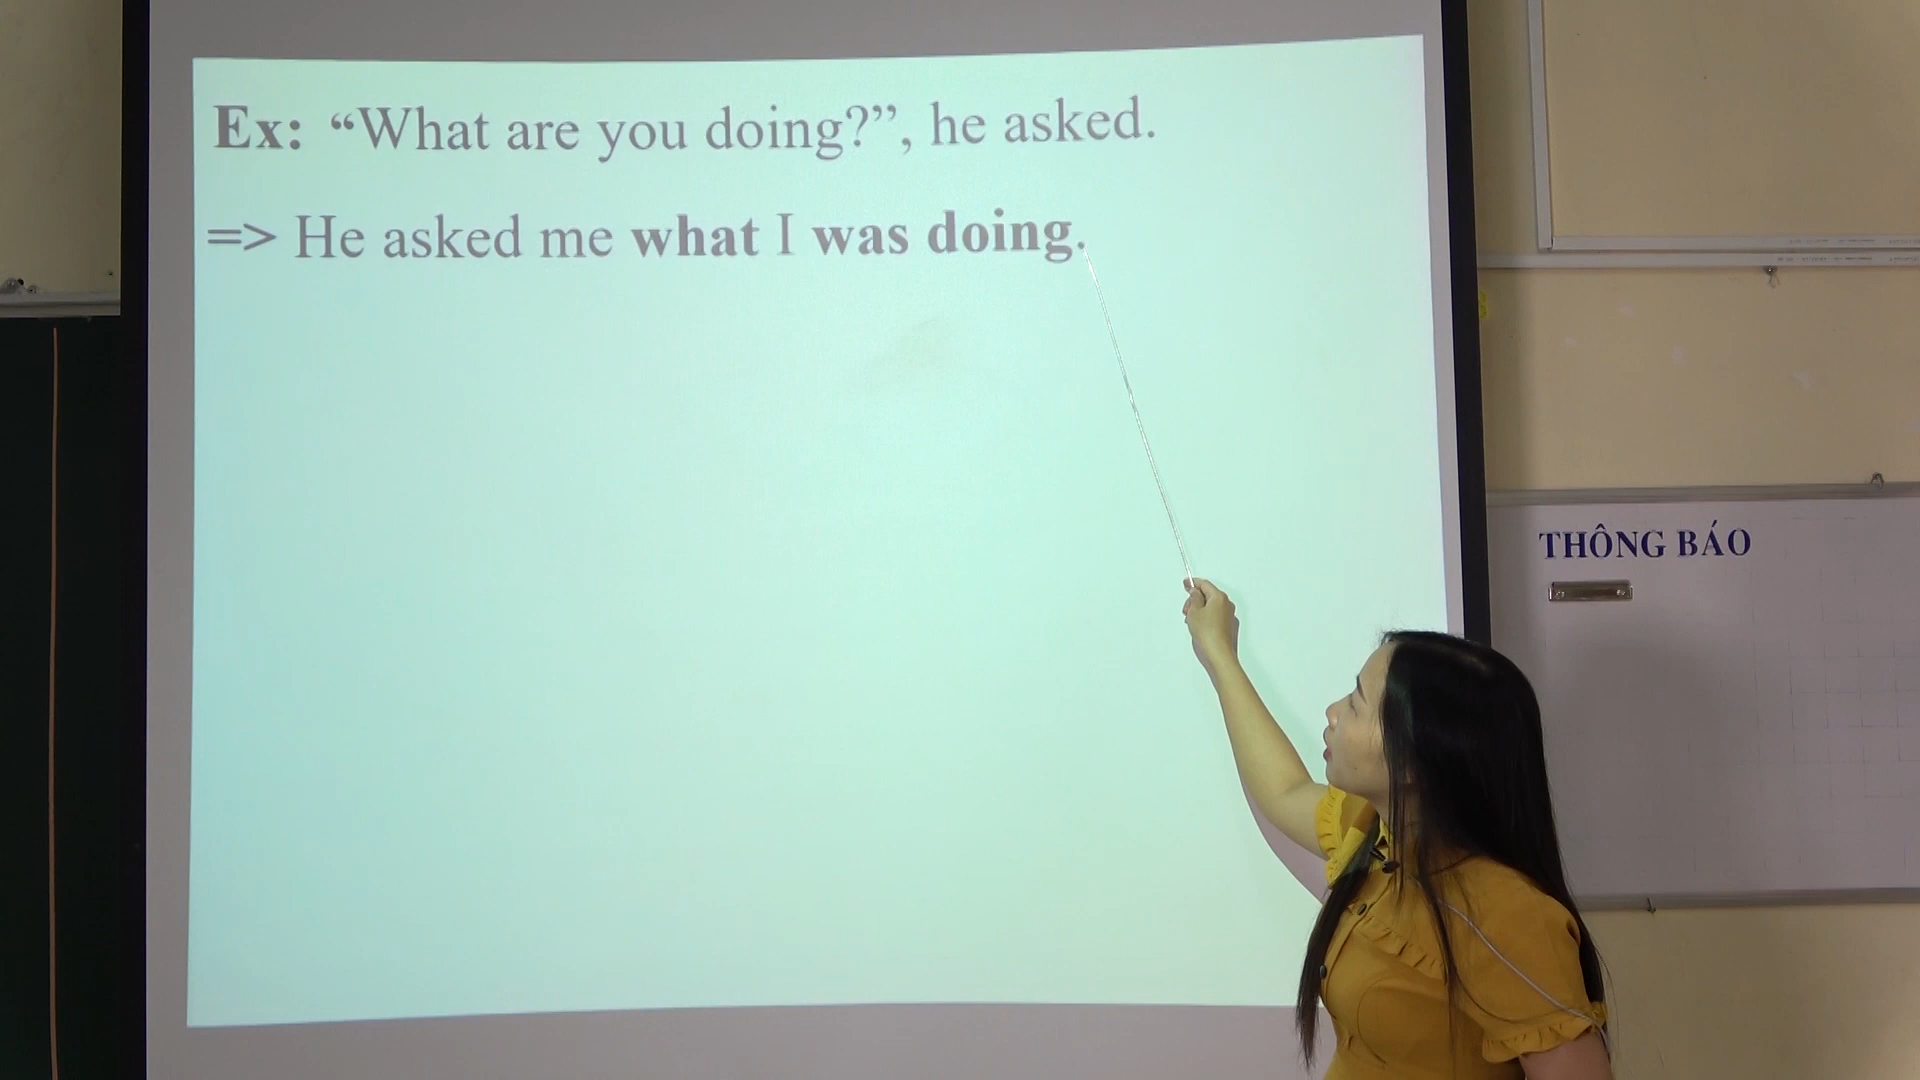 Ex: “What are you doing?”, he asked.
=> He asked me what I was doing.
THÔNG BÁO